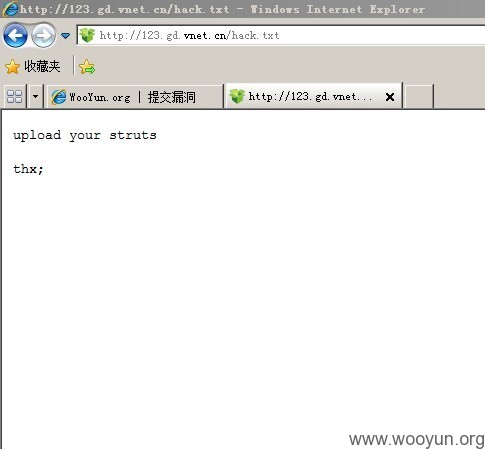 http://123.gd.vnet.cn/hack.txt - Windows Internet Explorer
http://123.gd.vnet.cn/hack.txt
收藏夹
WooYun.org | 提交漏洞
http://123.gd.vnet...
upload your struts
thx;
www.wooyun.org